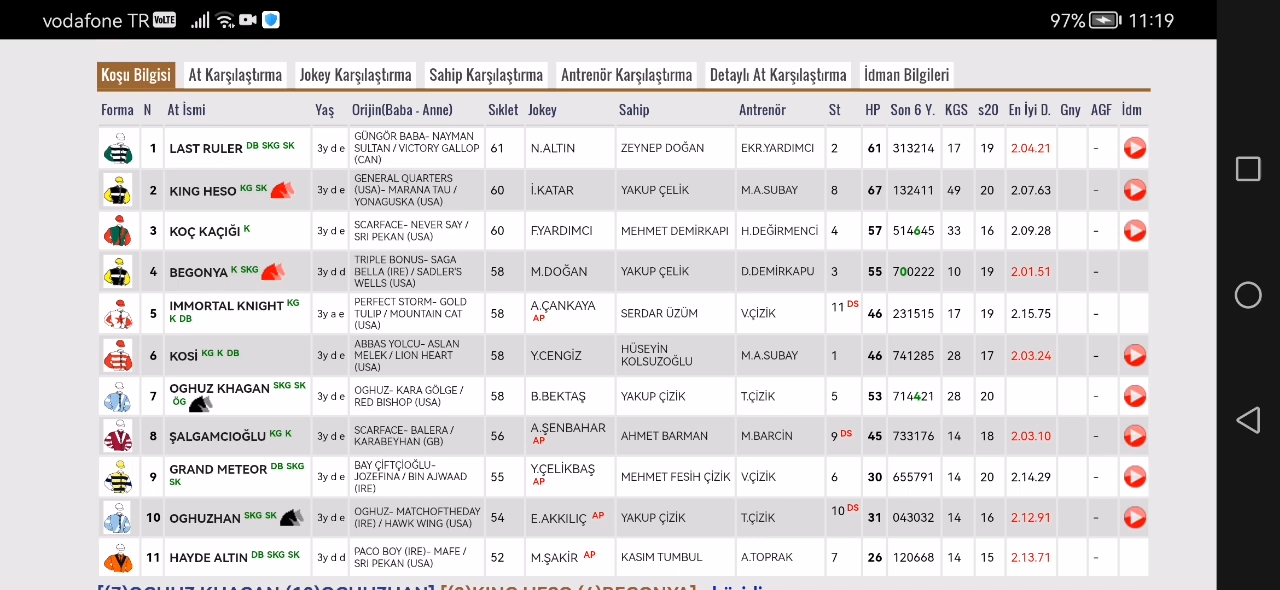 vodafone TR VoLTE 97% 11:19
Koşu Bilgisi At Karşılaştırma Jokey Karşılaştırma Sahip Karşılaştırma Antrenör Karşılaştırma Detaylı At Karşılaştırma İdman Bilgileri
Forma N At İsmi Yaş Orijin(Baba - Anne) Sıklet Jokey Sahip Antrenör St HP Son 6 Y. KGS s20 En İyi D. Gny AGF İdm
1 LAST RULER DB SKG SK 3y d e GÜNGÖR BABA- NAYMAN SULTAN / VICTORY GALLOP (CAN) 61 N.ALTIN ZEYNEP DOĞAN EKR.YARDIMCI 2 61 313214 17 19 2.04.21 -
2 KING HESO KG SK 3y d e GENERAL QUARTERS (USA)- MARANA TAU / YONAGUSKA (USA) 60 İ.KATAR YAKUP ÇELİK M.A.SUBAY 8 67 132411 49 20 2.07.63 -
3 KOÇ KAÇIĞI K 3y d e SCARFACE- NEVER SAY / SRI PEKAN (USA) 60 F.YARDIMCI MEHMET DEMİRKAPI H.DEĞİRMENCİ 4 57 514645 33 16 2.09.28 -
4 BEGONYA K SKG 3y d d TRIPLE BONUS- SAGA BELLA (IRE) / SADLER'S WELLS (USA) 58 M.DOĞAN YAKUP ÇELİK D.DEMİRKAPU 3 55 700222 10 19 2.01.51 -
5 IMMORTAL KNIGHT KG K DB 3y a e PERFECT STORM- GOLD TULIP / MOUNTAIN CAT (USA) 58 A.ÇANKAYA AP SERDAR ÜZÜM V.ÇİZİK 11 DS 46 231515 17 19 2.15.75 -
6 KOSİ KG K DB 3y d e ABBAS YOLCU- ASLAN MELEK / LION HEART (USA) 58 Y.CENGİZ HÜSEYİN KOLSUZOĞLU M.A.SUBAY 1 46 741285 28 17 2.03.24 -
7 OGHUZ KHAGAN SKG SK ÖG 3y d e OGHUZ- KARA GÖLGE / RED BISHOP (USA) 58 B.BEKTAŞ YAKUP ÇİZİK T.ÇİZİK 5 53 714421 28 20 -
8 ŞALGAMCIOĞLU KG K 3y d e SCARFACE- BALERA / KARABEYHAN (GB) 56 A.ŞENBAHAR AP AHMET BARMAN M.BARCİN 9 DS 45 733176 14 18 2.03.10 -
9 GRAND METEOR DB SKG SK 3y d e BAY ÇİFTÇİOĞLU- JOZEFINA / BIN AJWAAD (IRE) 55 Y.ÇELİKBAŞ AP MEHMET FESİH ÇİZİK V.ÇİZİK 6 30 655791 14 20 2.14.29 -
10 OGHUZHAN SKG SK 3y d e OGHUZ- MATCHOFTHEDAY (IRE) / HAWK WING (USA) 54 E.AKKILIÇ AP YAKUP ÇİZİK T.ÇİZİK 10 DS 31 043032 14 16 2.12.91 -
11 HAYDE ALTIN DB SKG SK 3y d d PACO BOY (IRE)- MAFE / SRI PEKAN (USA) 52 M.ŞAKİR AP KASIM TUMBUL A.TOPRAK 7 26 120668 14 15 2.13.71 -
[(7)OGHUZ KHAGAN (10)OGHUZHAN] [(2)KING HESO (4)BEGONYA]